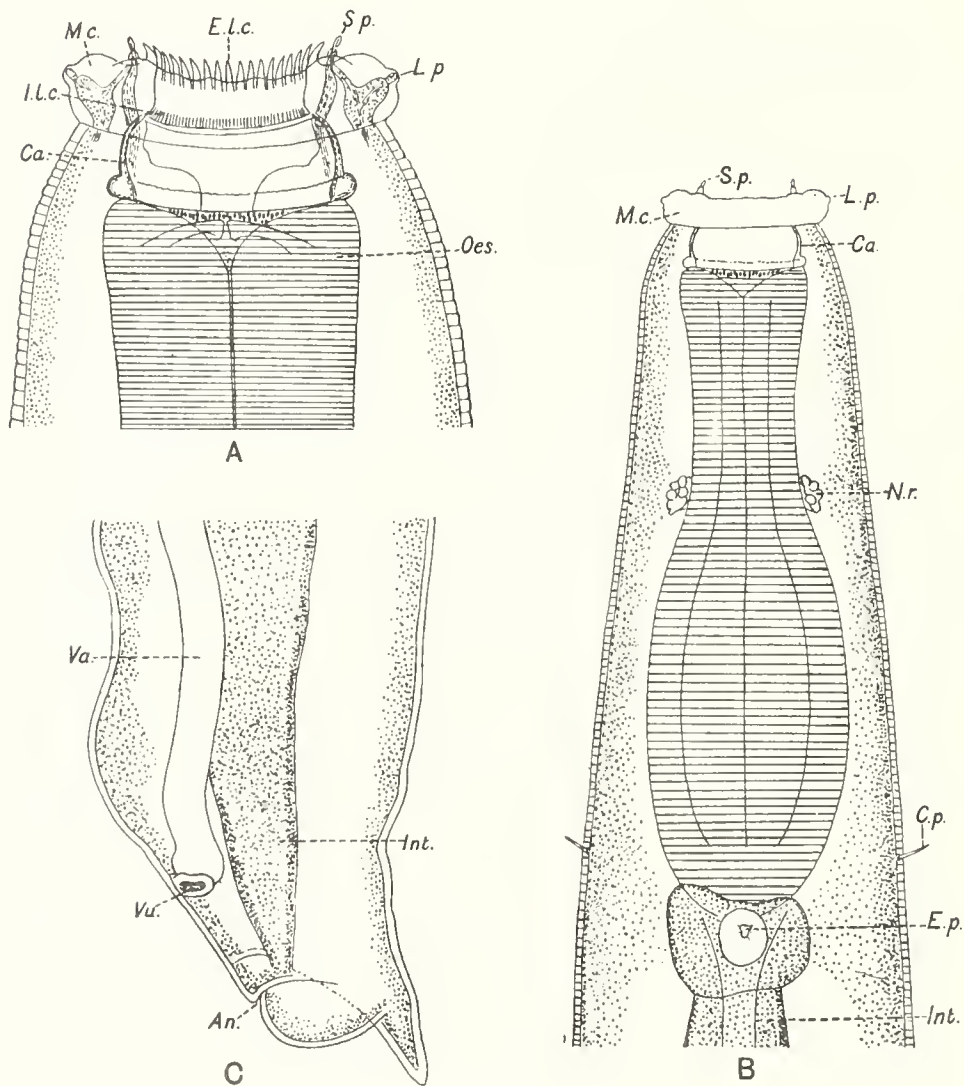 M.c.
E.l.c.
S.p.
L.p
I.l.c.
Ca.
Oes.
A
S.p.
L.p.
M.c.
Ca.
N.r.
C.p.
E.p.
Int.
B
Va.
Int.
Vu.
An.
C